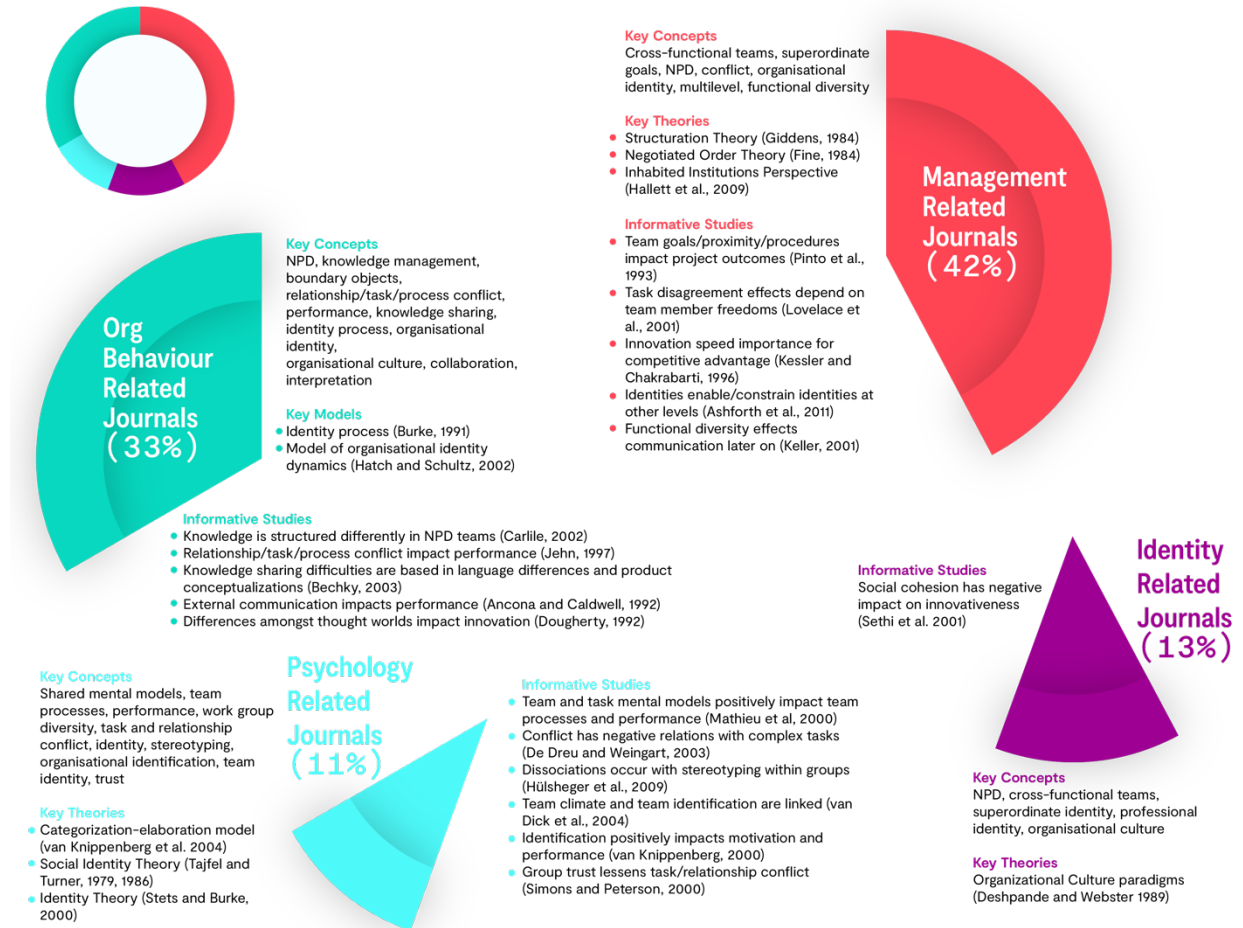 Key Concepts
Cross-functional teams, superordinate
goals, NPD, conflict, organisational
identity, multilevel, functional diversity
Key Theories
Structuration Theory (Giddens, 1984)
Negotiated Order Theory (Fine, 1984)
Inhabited Institutions Perspective
(Hallett et al., 2009)
Informative Studies
Team goals/proximity/procedures
impact project outcomes (Pinto et al.,
1993)
Task disagreement effects depend on
team member freedoms (Lovelace et
al., 2001)
Innovation speed importance for
competitive advantage (Kessler and
Chakrabarti, 1996)
Identities enable/constrain identities at
other levels (Ashforth et al., 2011)
Functional diversity effects
communication later on (Keller, 2001)
Management
Related
Journals
(42%)
Org
Behaviour
Related
Journals
(33%)
Key Concepts
NPD, knowledge management,
boundary objects,
relationship/task/process conflict,
performance, knowledge sharing,
identity process, organisational
identity,
organisational culture, collaboration,
interpretation
Key Models
Identity process (Burke, 1991)
Model of organisational identity
dynamics (Hatch and Schultz, 2002)
Informative Studies
Knowledge is structured differently in NPD teams (Carlile, 2002)
Relationship/task/process conflict impact performance (Jehn, 1997)
Knowledge sharing difficulties are based in language differences and product
conceptualizations (Bechky, 2003)
External communication impacts performance (Ancona and Caldwell, 1992)
Differences amongst thought worlds impact innovation (Dougherty, 1992)
Informative Studies
Social cohesion has negative
impact on innovativeness
(Sethi et al. 2001)
Identity
Related
Journals
(13%)
Key Concepts
NPD, cross-functional teams,
superordinate identity, professional
identity, organisational culture
Key Theories
Organizational Culture paradigms
(Deshpande and Webster 1989)
Key Concepts
Shared mental models, team
processes, performance, work group
diversity, task and relationship
conflict, identity, stereotyping,
organisational identification, team
identity, trust
Key Theories
Categorization-elaboration model
(van Knippenberg et al. 2004)
Social Identity Theory (Tajfel and
Turner, 1979, 1986)
Identity Theory (Stets and Burke,
2000)
Psychology
Related
Journals
(11%)
Informative Studies
Team and task mental models positively impact team
processes and performance (Mathieu et al, 2000)
Conflict has negative relations with complex tasks
(De Dreu and Weingart, 2003)
Dissociations occur with stereotyping within groups
(Hülsheger et al., 2009)
Team climate and team identification are linked (van
Dick et al., 2004)
Identification positively impacts motivation and
performance (van Knippenberg, 2000)
Group trust lessens task/relationship conflict
(Simons and Peterson, 2000)